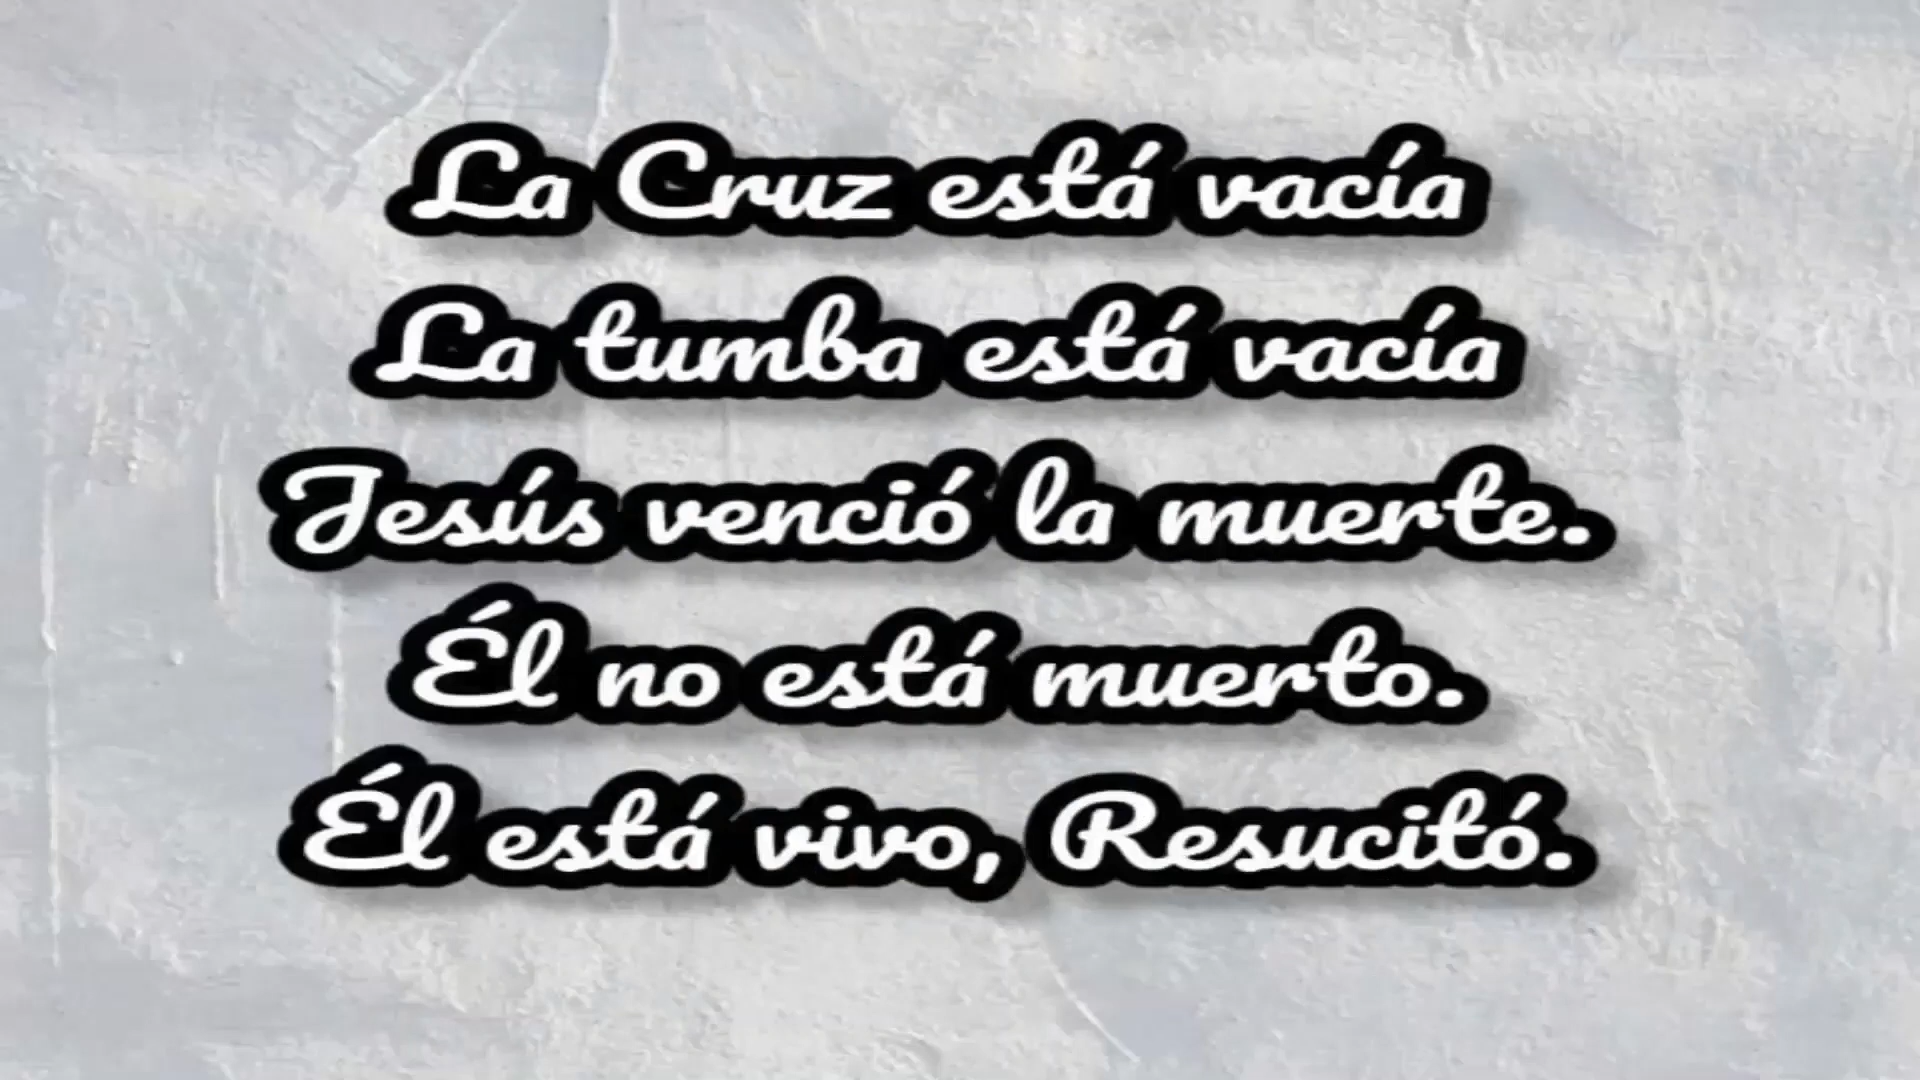 La Cruz está vacía
La tumba está vacía
Jesús venció la muerte.
Él no está muerto.
Él está vivo, Resucitó.